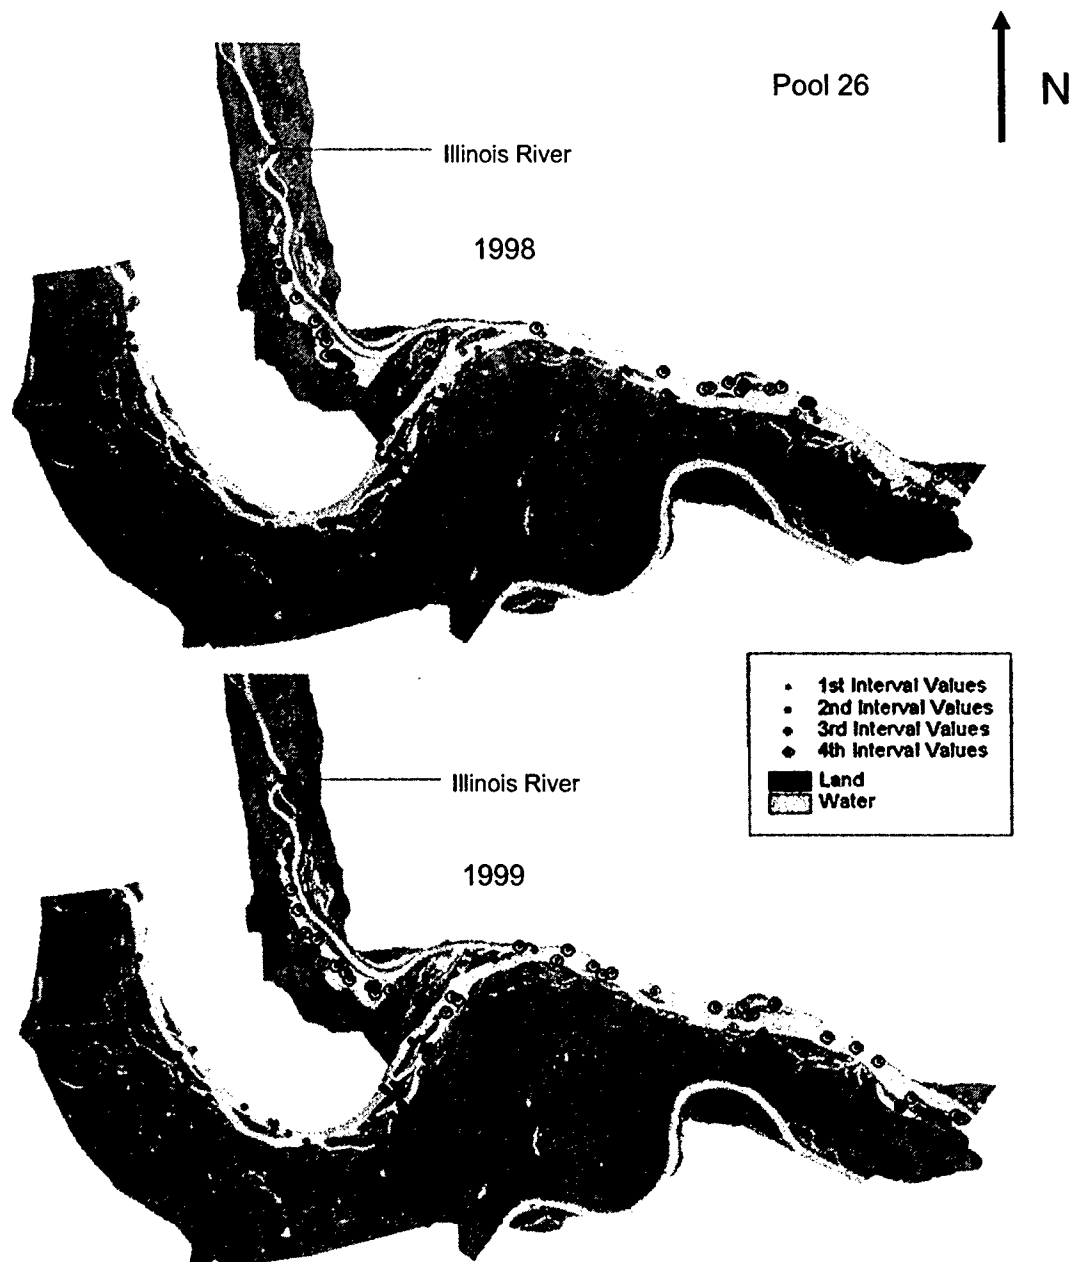 N
Pool 26
Illinois River
1998
1st Interval Values
2nd Interval Values
3rd Interval Values
4th Interval Values
Land
Water
Illinois River
1999